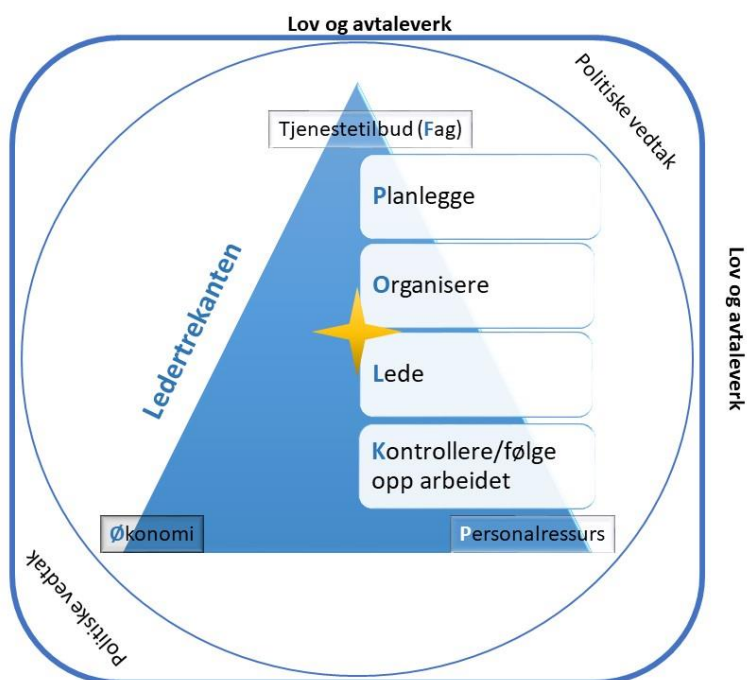 Lov og avtaleverk
Politiske vedtak
Tjenestetilbud (Fag)
Planlegge
Organisere
Lede
Kontrollere/følge
opp arbeidet
Ledertrekanten
Lov og avtaleverk
Økonomi
Personalressurs
Politiske vedtak